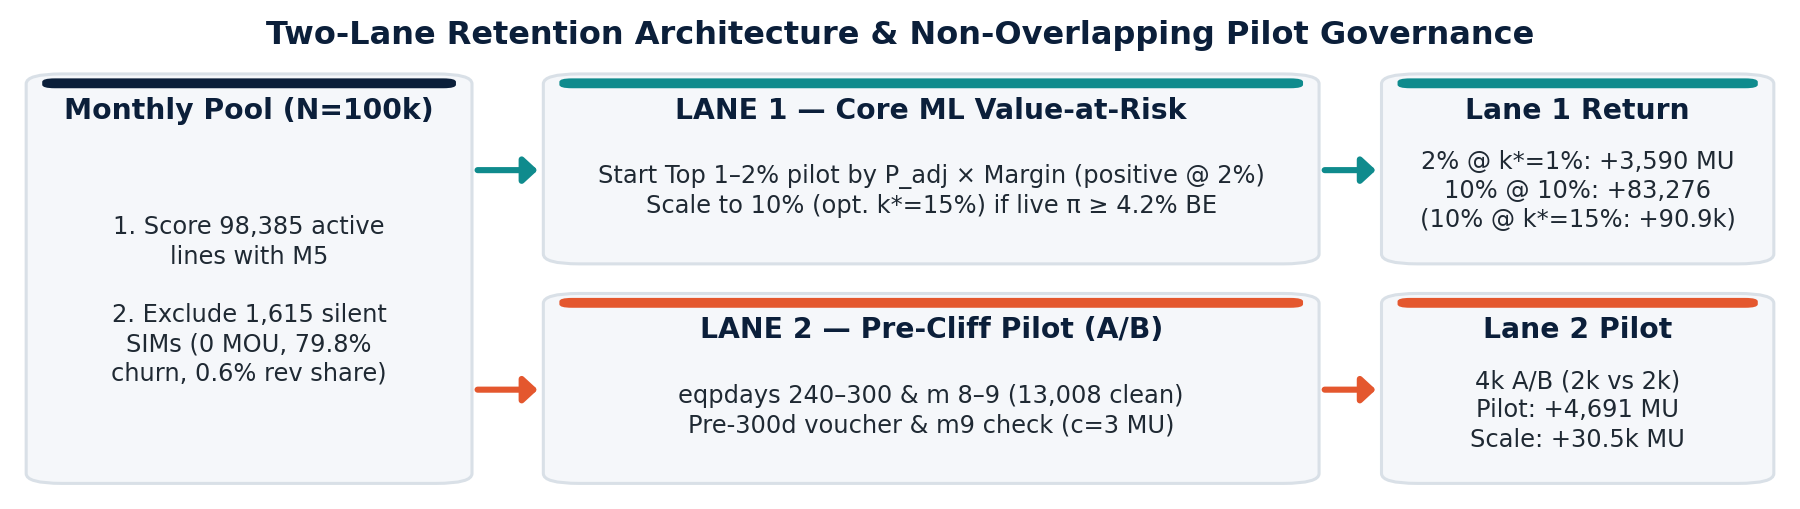 Two-Lane Retention Architecture & Non-Overlapping Pilot Governance
Monthly Pool (N=100k)
1. Score 98,385 active
lines with M5
2. Exclude 1,615 silent
SIMs (0 MOU, 79.8%
churn, 0.6% rev share)
LANE 1 — Core ML Value-at-Risk
Start Top 1–2% pilot by P_adj × Margin (positive @ 2%)
Scale to 10% (opt. k*=15%) if live π ≥ 4.2% BE
Lane 1 Return
2% @ k*=1%: +3,590 MU
10% @ 10%: +83,276
(10% @ k*=15%: +90.9k)
LANE 2 — Pre-Cliff Pilot (A/B)
eqpdays 240–300 & m 8–9 (13,008 clean)
Pre-300d voucher & m9 check (c=3 MU)
Lane 2 Pilot
4k A/B (2k vs 2k)
Pilot: +4,691 MU
Scale: +30.5k MU